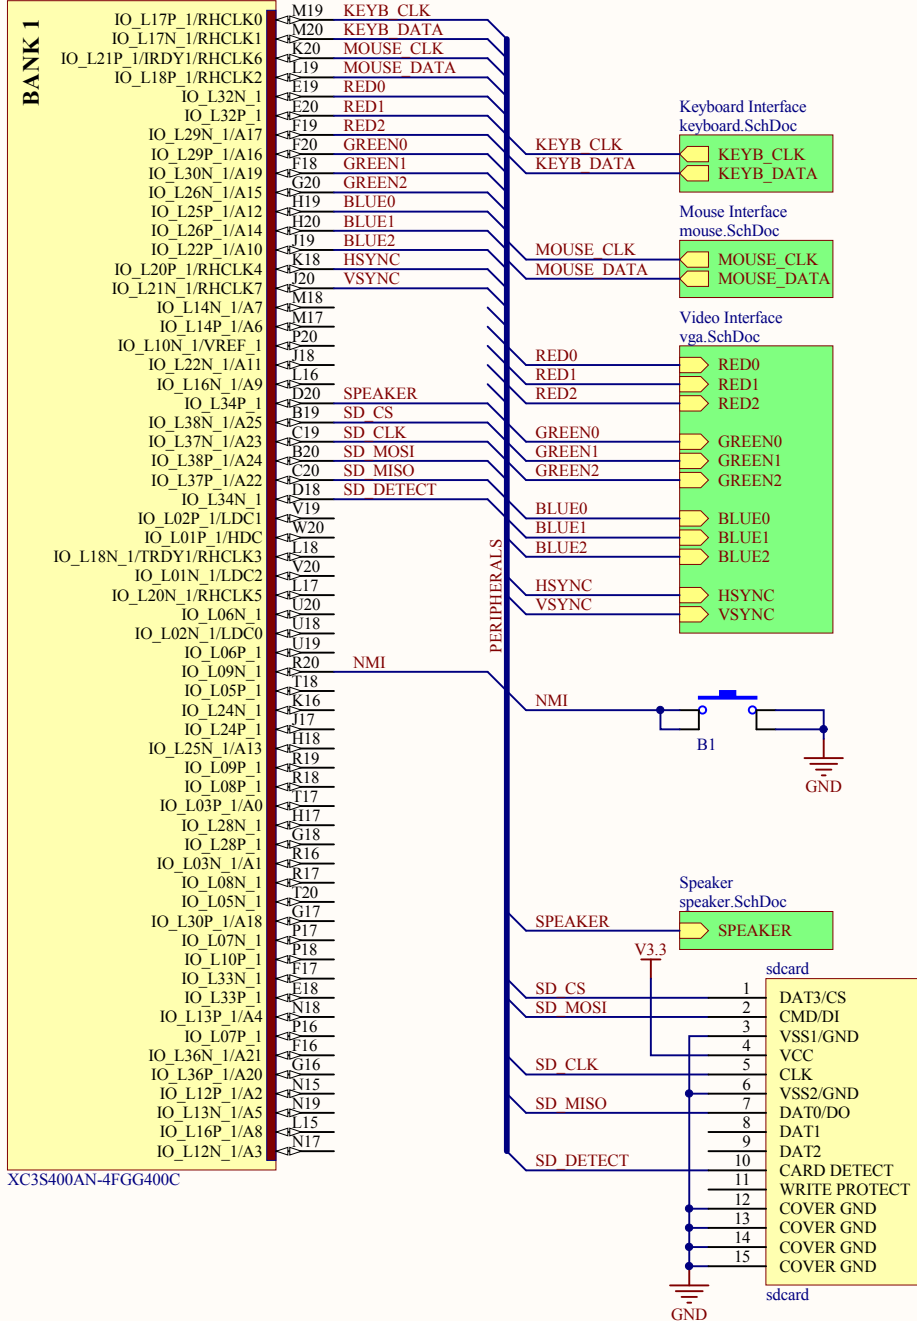 BANK 1
IO_L17P_1/RHCLK0 M19 KEYB_CLK
IO_L17N_1/RHCLK1 M20 KEYB_DATA
IO_L21P_1/IRDY1/RHCLK6 K20 MOUSE_CLK
IO_L18P_1/RHCLK2 L19 MOUSE_DATA
IO_L32N_1 E19 RED0
IO_L32P_1 E20 RED1
IO_L29N_1/A17 F19 RED2
IO_L29P_1/A16 F20 GREEN0
IO_L30N_1/A19 F18 GREEN1
IO_L26N_1/A15 G20 GREEN2
IO_L25P_1/A12 H19 BLUE0
IO_L26P_1/A14 H20 BLUE1
IO_L22P_1/A10 J19 BLUE2
IO_L20P_1/RHCLK4 K18 HSYNC
IO_L21N_1/RHCLK7 J20 VSYNC
IO_L14N_1/A7 M18
IO_L14P_1/A6 M17
IO_L10N_1/VREF_1 P20
IO_L22N_1/A11 J18
IO_L16N_1/A9 L16
IO_L34P_1 D20 SPEAKER
IO_L38N_1/A25 B19 SD_CS
IO_L37N_1/A23 C19 SD_CLK
IO_L38P_1/A24 B20 SD_MOSI
IO_L37P_1/A22 C20 SD_MISO
IO_L34N_1 D18 SD_DETECT
IO_L02P_1/LDC1 V19
IO_L01P_1/HDC W20
IO_L18N_1/TRDY1/RHCLK3 L18
IO_L01N_1/LDC2 V20
IO_L20N_1/RHCLK5 L17
IO_L06N_1 U20
IO_L02N_1/LDC0 U18
IO_L06P_1 U19
IO_L09N_1 R20 NMI
IO_L05P_1 T18
IO_L24N_1 K16
IO_L24P_1 J17
IO_L25N_1/A13 H18
IO_L09P_1 R19
IO_L08P_1 R18
IO_L03P_1/A0 T17
IO_L28N_1 H17
IO_L28P_1 G18
IO_L03N_1/A1 R16
IO_L08N_1 R17
IO_L05N_1 T20
IO_L30P_1/A18 G17
IO_L07N_1 P17
IO_L10P_1 P18
IO_L33N_1 F17
IO_L33P_1 E18
IO_L13P_1/A4 N18
IO_L07P_1 P16
IO_L36N_1/A21 F16
IO_L36P_1/A20 G16
IO_L12P_1/A2 N15
IO_L13N_1/A5 N19
IO_L16P_1/A8 L15
IO_L12N_1/A3 N17
XC3S400AN-4FGG400C
PERIPHERALS
Keyboard Interface
keyboard.SchDoc
KEYB_CLK KEYB_CLK
KEYB_DATA KEYB_DATA
Mouse Interface
mouse.SchDoc
MOUSE_CLK MOUSE_CLK
MOUSE_DATA MOUSE_DATA
Video Interface
vga.SchDoc
RED0 RED0
RED1 RED1
RED2 RED2
GREEN0 GREEN0
GREEN1 GREEN1
GREEN2 GREEN2
BLUE0 BLUE0
BLUE1 BLUE1
BLUE2 BLUE2
HSYNC HSYNC
VSYNC VSYNC
NMI
B1
GND
Speaker
speaker.SchDoc
SPEAKER SPEAKER
V3.3
sdcard
SD_CS 1 DAT3/CS
SD_MOSI 2 CMD/DI
3 VSS1/GND
4 VCC
SD_CLK 5 CLK
6 VSS2/GND
SD_MISO 7 DAT0/DO
8 DAT1
9 DAT2
SD_DETECT 10 CARD DETECT
11 WRITE PROTECT
12 COVER GND
13 COVER GND
14 COVER GND
15 COVER GND
sdcard
GND